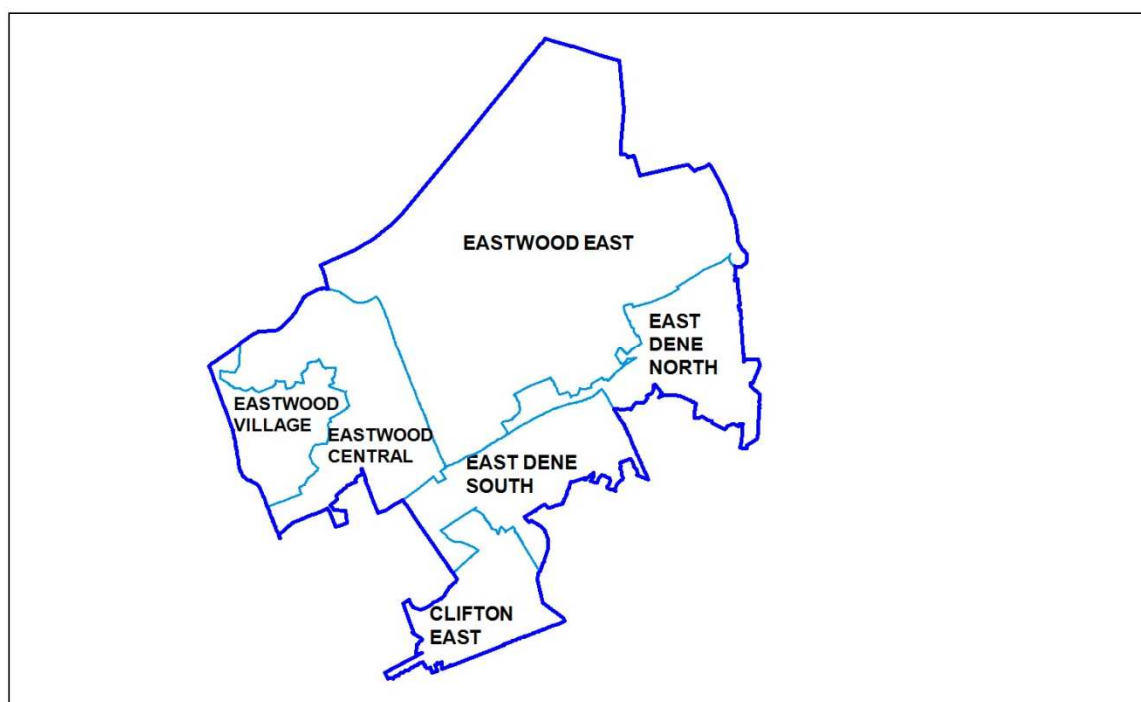 EASTWOOD EAST
EAST
DENE
NORTH
EASTWOOD
VILLAGE
EASTWOOD
CENTRAL
EAST DENE
SOUTH
CLIFTON
EAST